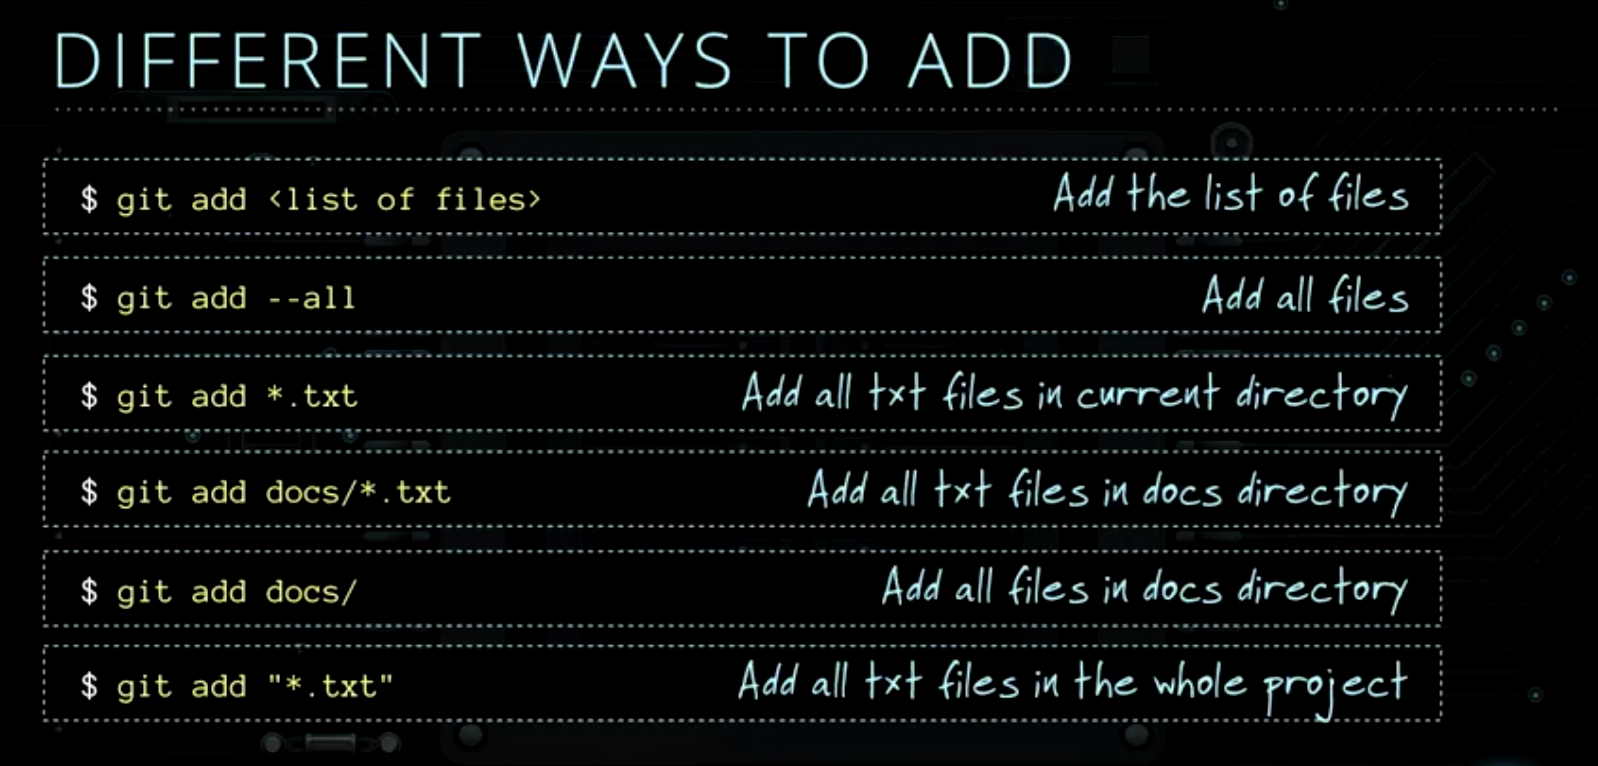 DIFFERENT WAYS TO ADD
$ git add <list of files> Add the list of files
$ git add --all Add all files
$ git add *.txt Add all txt files in current directory
$ git add docs/*.txt Add all txt files in docs directory
$ git add docs/ Add all files in docs directory
$ git add "*.txt" Add all txt files in the whole project